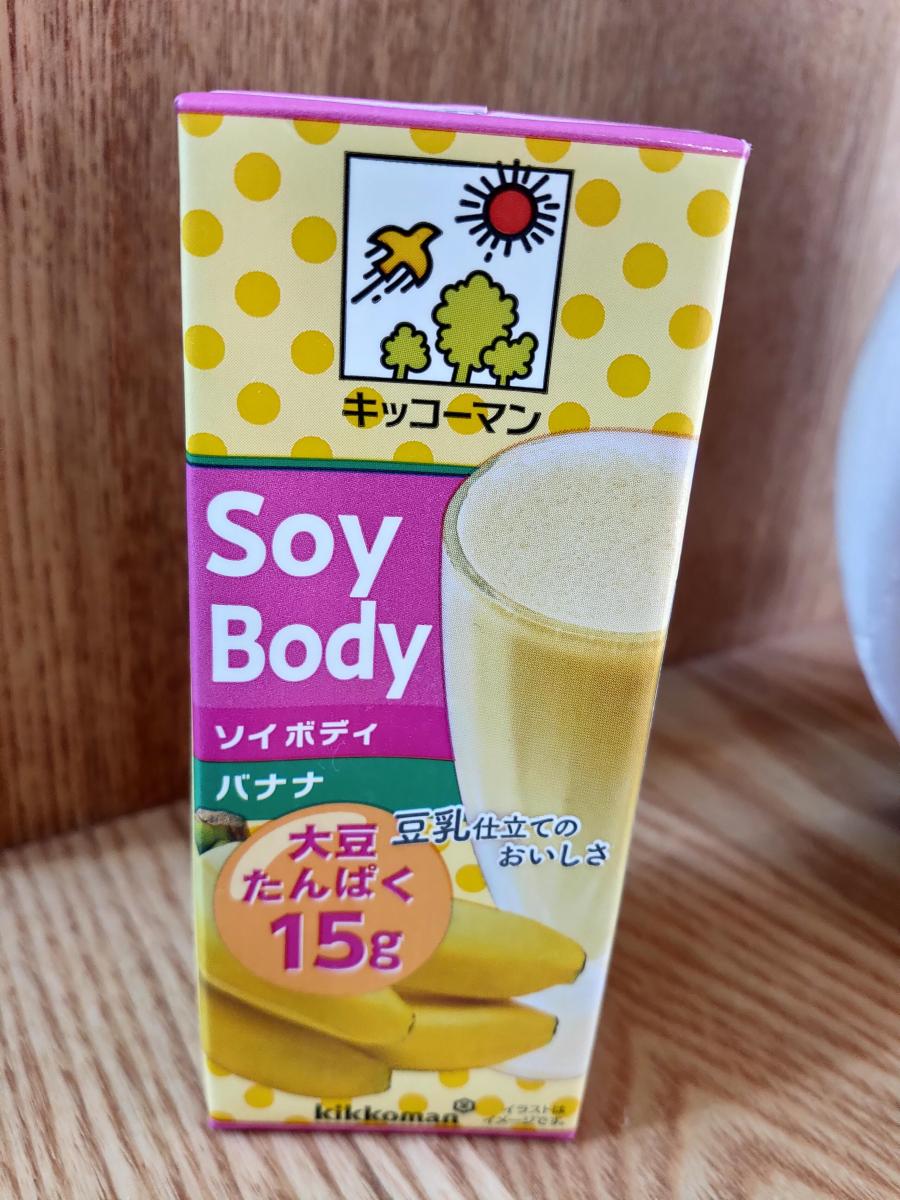 キッコーマン
Soy
Body
ソイボディ
バナナ
豆乳仕立ての
おいしさ
大豆
たんぱく
15g
kikkoman
イラストは
イメージです。